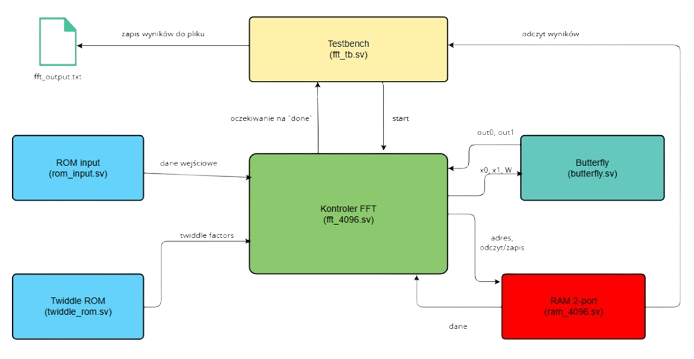 zapis wyników do pliku
Testbench
(fft_tb.sv)
odczyt wyników
fft_output.txt
oczekiwanie na "done"
start
ROM input
(rom_input.sv)
dane wejściowe
out0, out1
x0, x1, W
Butterfly
(butterfly.sv)
Kontroler FFT
(fft_4096.sv)
twiddle factors
adres,
odczyt/zapis
Twiddle ROM
(twiddle_rom.sv)
RAM 2-port
(ram_4096.sv)
dane